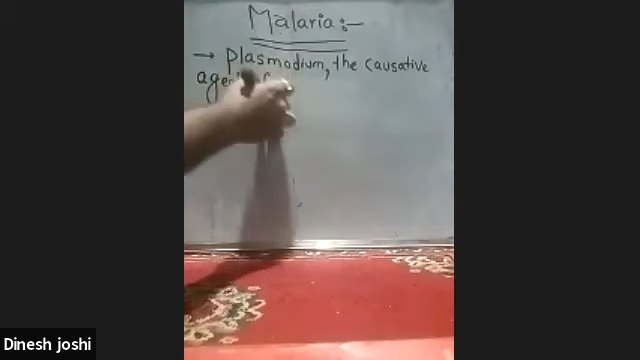 Malaria:-
→ Plasmodium, the causative
Dinesh joshi